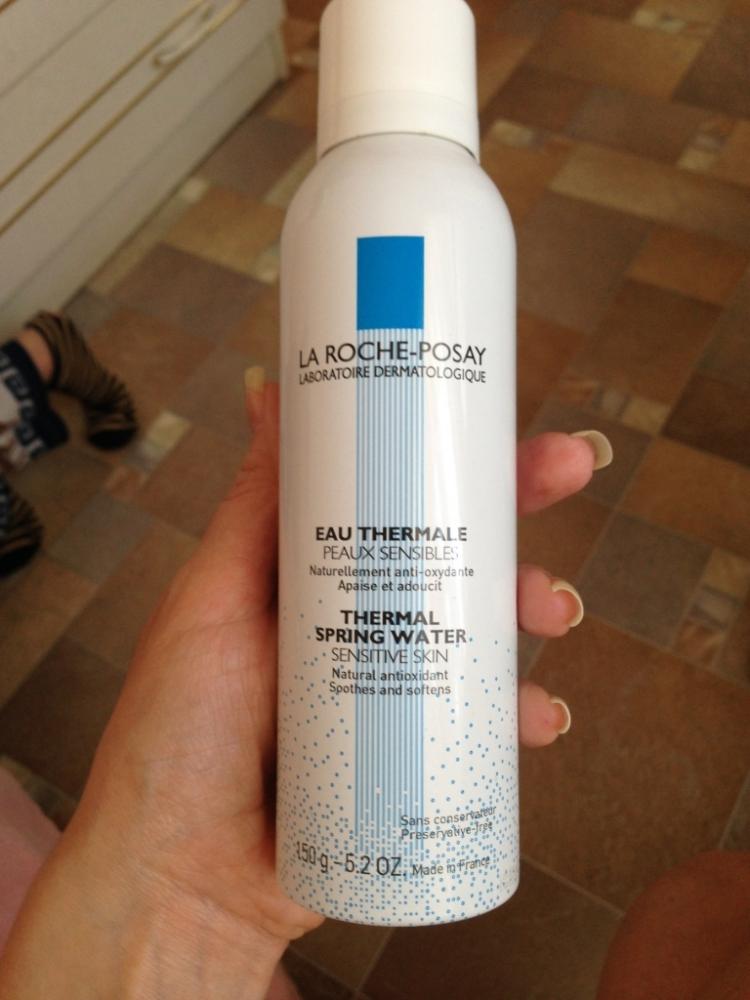 LA ROCHE-POSAY
LABORATOIRE DERMATOLOGIQUE
EAU THERMALE
PEAUX SENSIBLES
Naturellement anti-oxydante
Apaise et adoucit
THERMAL
SPRING WATER
SENSITIVE SKIN
Natural antioxidant
Soothes and softens
Sans conservateur
Preservative-free
150 g - 5.2 OZ. Made in France